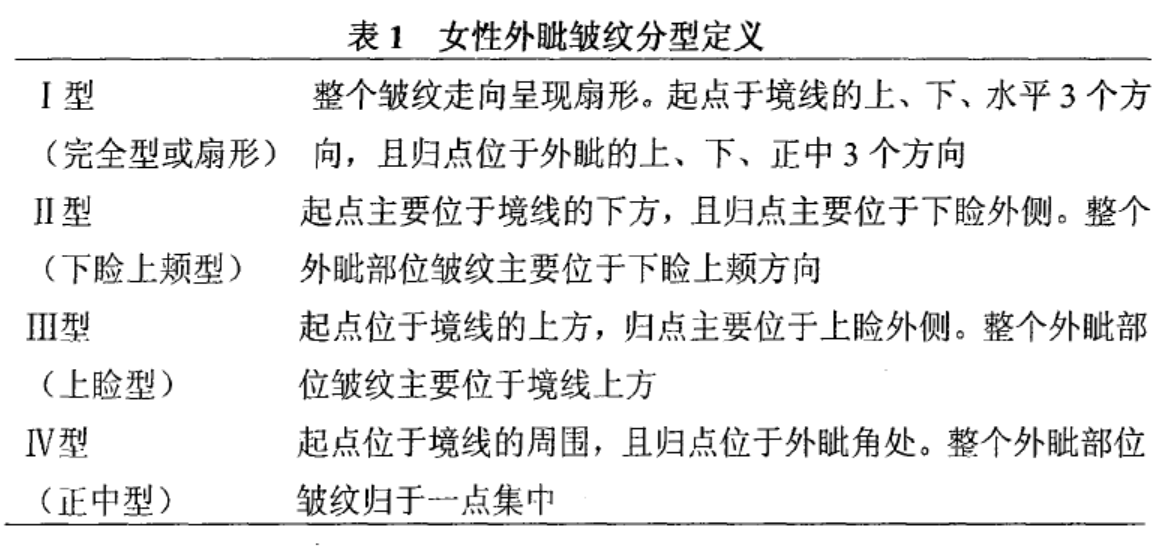 表1 女性外眦皱纹分型定义
Ⅰ型 整个皱纹走向呈现扇形。起点于境线的上、下、水平3个方
（完全型或扇形） 向，且归点位于外眦的上、下、正中3个方向
Ⅱ型 起点主要位于境线的下方，且归点主要位于下睑外侧。整个
（下睑上颊型） 外眦部位皱纹主要位于下睑上颊方向
Ⅲ型 起点位于境线的上方，归点主要位于上睑外侧。整个外眦部
（上睑型） 位皱纹主要位于境线上方
Ⅳ型 起点位于境线的周围，且归点位于外眦角处。整个外眦部位
（正中型） 皱纹归于一点集中